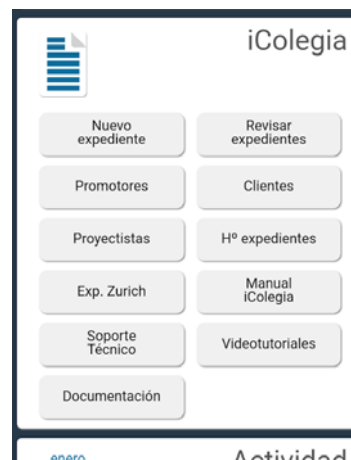 iColegia
Nuevo
expediente
Revisar
expedientes
Promotores
Clientes
Proyectistas
Hº expedientes
Exp. Zurich
Manual
iColegia
Soporte
Técnico
Videotutoriales
Documentación
enero
Actividad